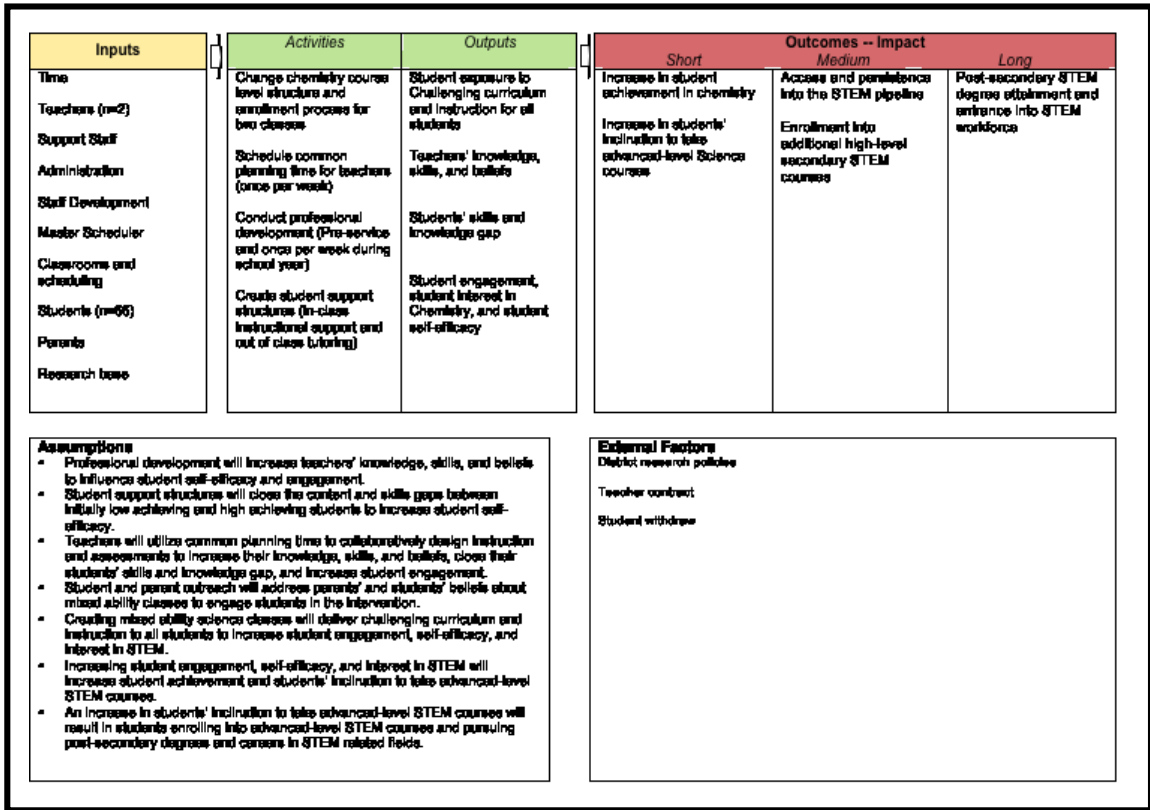 Inputs
Time
Teachers (n=2)
Support Staff
Administration
Staff Development
Master Scheduler
Classrooms and
scheduling
Students (n=
Parents
Research base
Activities
Change chemistry course
level structure and
enrollment process for
two classes
Schedule common
planning time for teachers
(once per week)
Conduct professional
development (Pre-service
and once per week during
school year)
Create student support
structures (in-class
instructional support and
out of class tutoring)
Outputs
Student exposure to
Challenging curriculum
and instruction for all
students
Teachers' knowledge,
skills, and beliefs
Students' skills and
knowledge gap
Student engagement,
student interest in
Chemistry, and student
self-efficacy
Outcomes -- Impact
Short
Increase in student
achievement in chemistry
Increase in students'
inclination to take
advanced-level Science
courses
Medium
Access and persistence
into the STEM pipeline
Enrollment into
additional high-level
secondary STEM
courses
Long
Post-secondary STEM
degree attainment and
entrance into STEM
workforce
Assumptions
• Professional development will increase teachers' knowledge, skills, and beliefs
to influence student self-efficacy and engagement.
• Student support structures will close the content and skills gaps between
initially low achieving and high achieving students to increase student self-
efficacy.
• Teachers will utilize common planning time to collaboratively design instruction
and assessments to increase their knowledge, skills, and beliefs, close their
students' skills and knowledge gap, and increase student engagement.
• Student and parent outreach will address parents' and students' beliefs about
mixed ability classes to engage students in the intervention.
• Creating mixed ability science classes will deliver challenging curriculum and
instruction to all students to increase student engagement, self-efficacy, and
interest in STEM.
• Increasing student engagement, self-efficacy, and interest in STEM will
increase student achievement and students' inclination to take advanced-level
STEM courses.
• An increase in students' inclination to take advanced-level STEM courses will
result in students enrolling into advanced-level STEM courses and pursuing
post-secondary degrees and careers in STEM related fields.
External Factors
District research policies
Teacher contract
Student withdraw